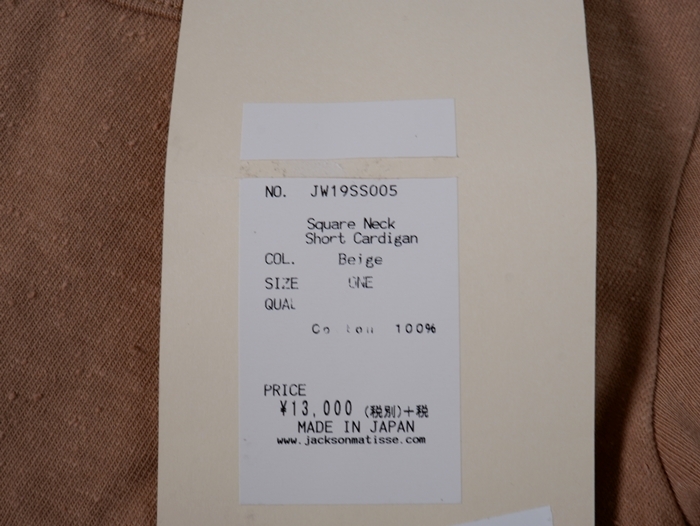 NO. JW19SS005
Square Neck
Short Cardigan
COL. Beige
SIZE ONE
QUAL
Cotton 100%
PRICE
¥13,000 (税別)+税
MADE IN JAPAN
www.jacksonmatisse.com